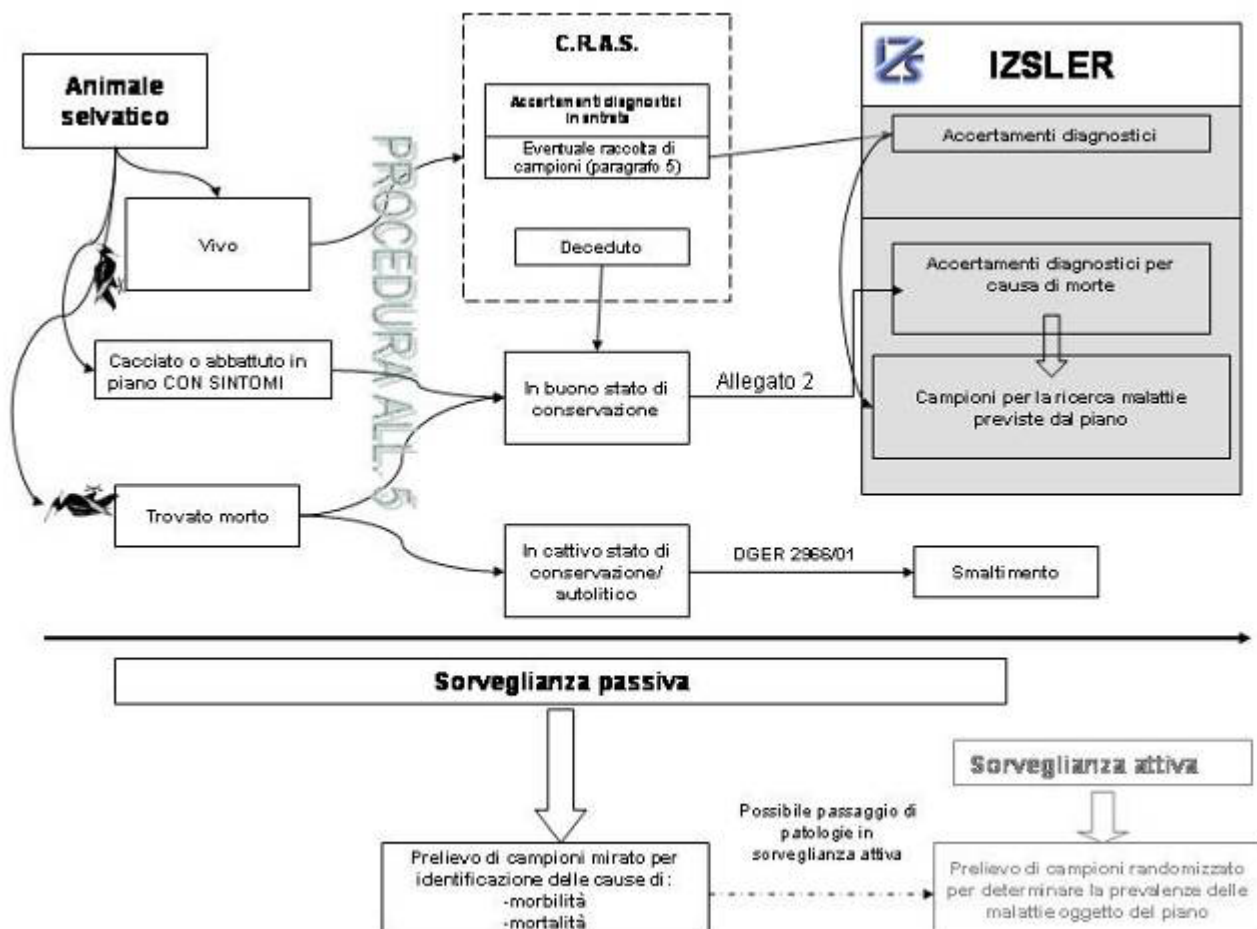 C.R.A.S.
IZS
IZSLER
Animale
selvatico
Accertamenti diagnostici
in entrata
Eventuale raccolta di
campioni (paragrafo 5)
Accertamenti diagnostici
PROCEDURA ALL. 5
Vivo
Deceduto
Accertamenti diagnostici per
causa di morte
Cacciato o abbattuto in
piano CON SINTOMI
In buono stato di
conservazione
Allegato 2
Campioni per la ricerca malattie
previste dal piano
Trovato morto
In cattivo stato di
conservazione/
autolitico
DGER 2966/01
Smaltimento
Sorveglianza passiva
Sorveglianza attiva
Possibile passaggio di
patologie in
sorveglianza attiva
Prelievo di campioni mirato per
identificazione delle cause di:
-morbilità
-mortalità
Prelievo di campioni randomizzato
per determinare la prevalenze delle
malattie oggetto del piano